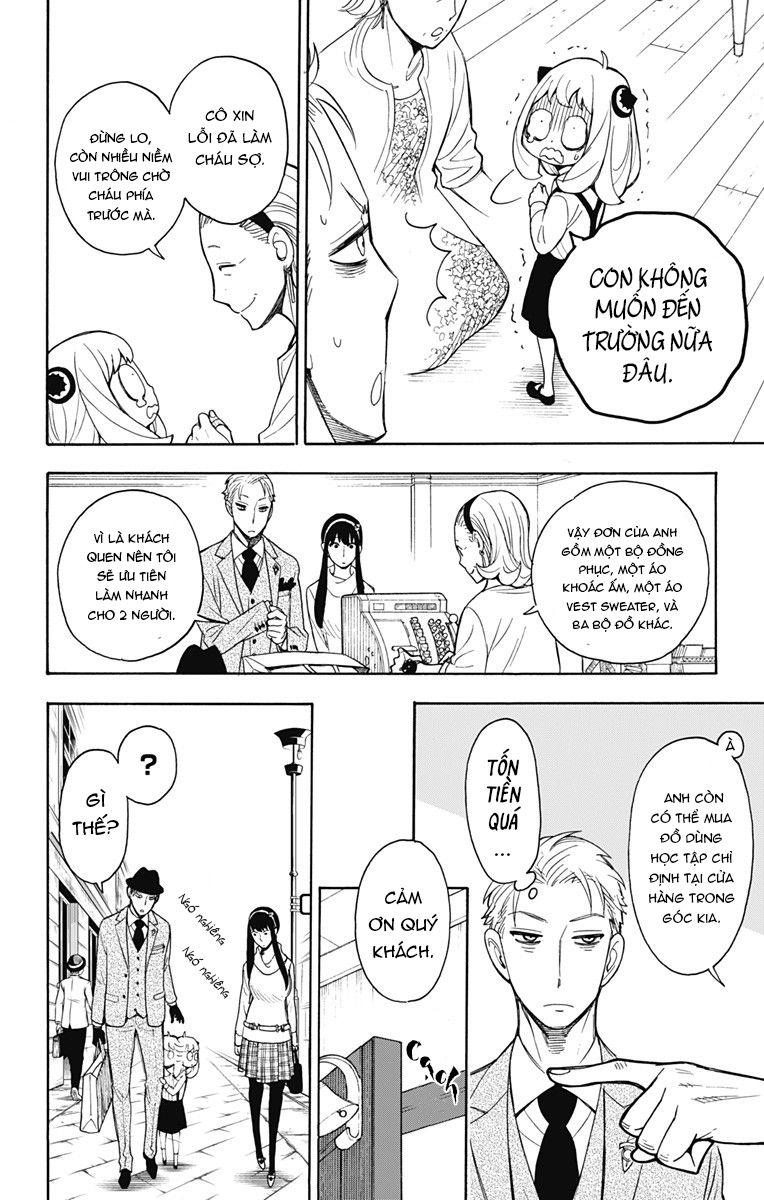 CON KHÔNG
MUỐN ĐẾN
TRƯỜNG NỮA
ĐÂU.
CÔ XIN
LỖI ĐÃ LÀM
CHÁU SỢ.
ĐỪNG LO,
CÒN NHIỀU NIỀM
VUI TRÔNG CHỜ
CHÁU PHÍA
TRƯỚC MÀ.
VẬY ĐƠN CỦA ANH
GỒM MỘT BỘ ĐỒNG
PHỤC, MỘT ÁO
KHOÁC ẤM, MỘT ÁO
VEST SWEATER, VÀ
BA BỘ ĐỒ KHÁC.
VÌ LÀ KHÁCH
QUEN NÊN TÔI
SẼ ƯU TIÊN
LÀM NHANH
CHO 2 NGƯỜI.
À
ANH CÒN
CÓ THỂ MUA
ĐỒ DÙNG
HỌC TẬP CHỈ
ĐỊNH TẠI CỬA
HÀNG TRONG
GÓC KIA.
TỐN
TIỀN
QUÁ
...
CẢM
ƠN QUÝ
KHÁCH.
Cạch
?
GÌ
THẾ?
Ngó nghiêng
Ngó nghiêng